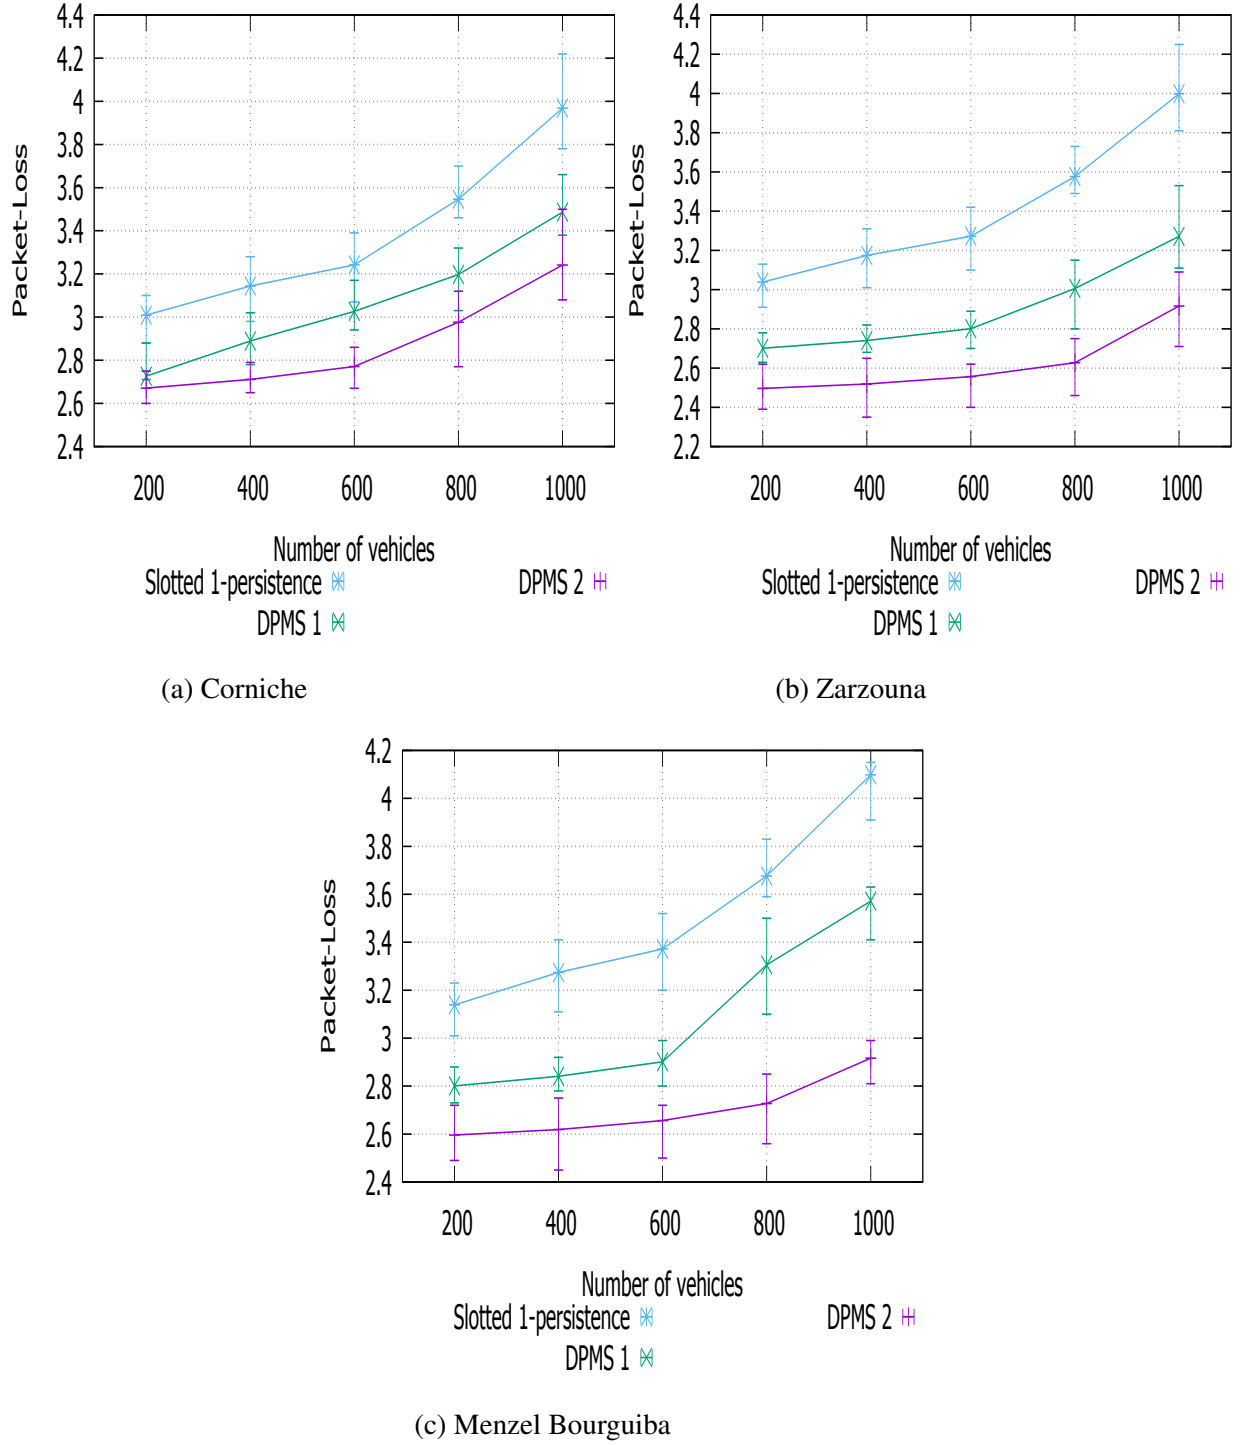 4.4
4.2
4
3.8
3.6
3.4
3.2
3
2.8
2.6
2.4
Packet-Loss
200 400 600 800 1000
Number of vehicles
Slotted 1-persistence DPMS 2
DPMS 1
(a) Corniche
4.4
4.2
4
3.8
3.6
3.4
3.2
3
2.8
2.6
2.4
2.2
Packet-Loss
200 400 600 800 1000
Number of vehicles
Slotted 1-persistence DPMS 2
DPMS 1
(b) Zarzouna
4.2
4
3.8
3.6
3.4
3.2
3
2.8
2.6
2.4
Packet-Loss
200 400 600 800 1000
Number of vehicles
Slotted 1-persistence DPMS 2
DPMS 1
(c) Menzel Bourguiba